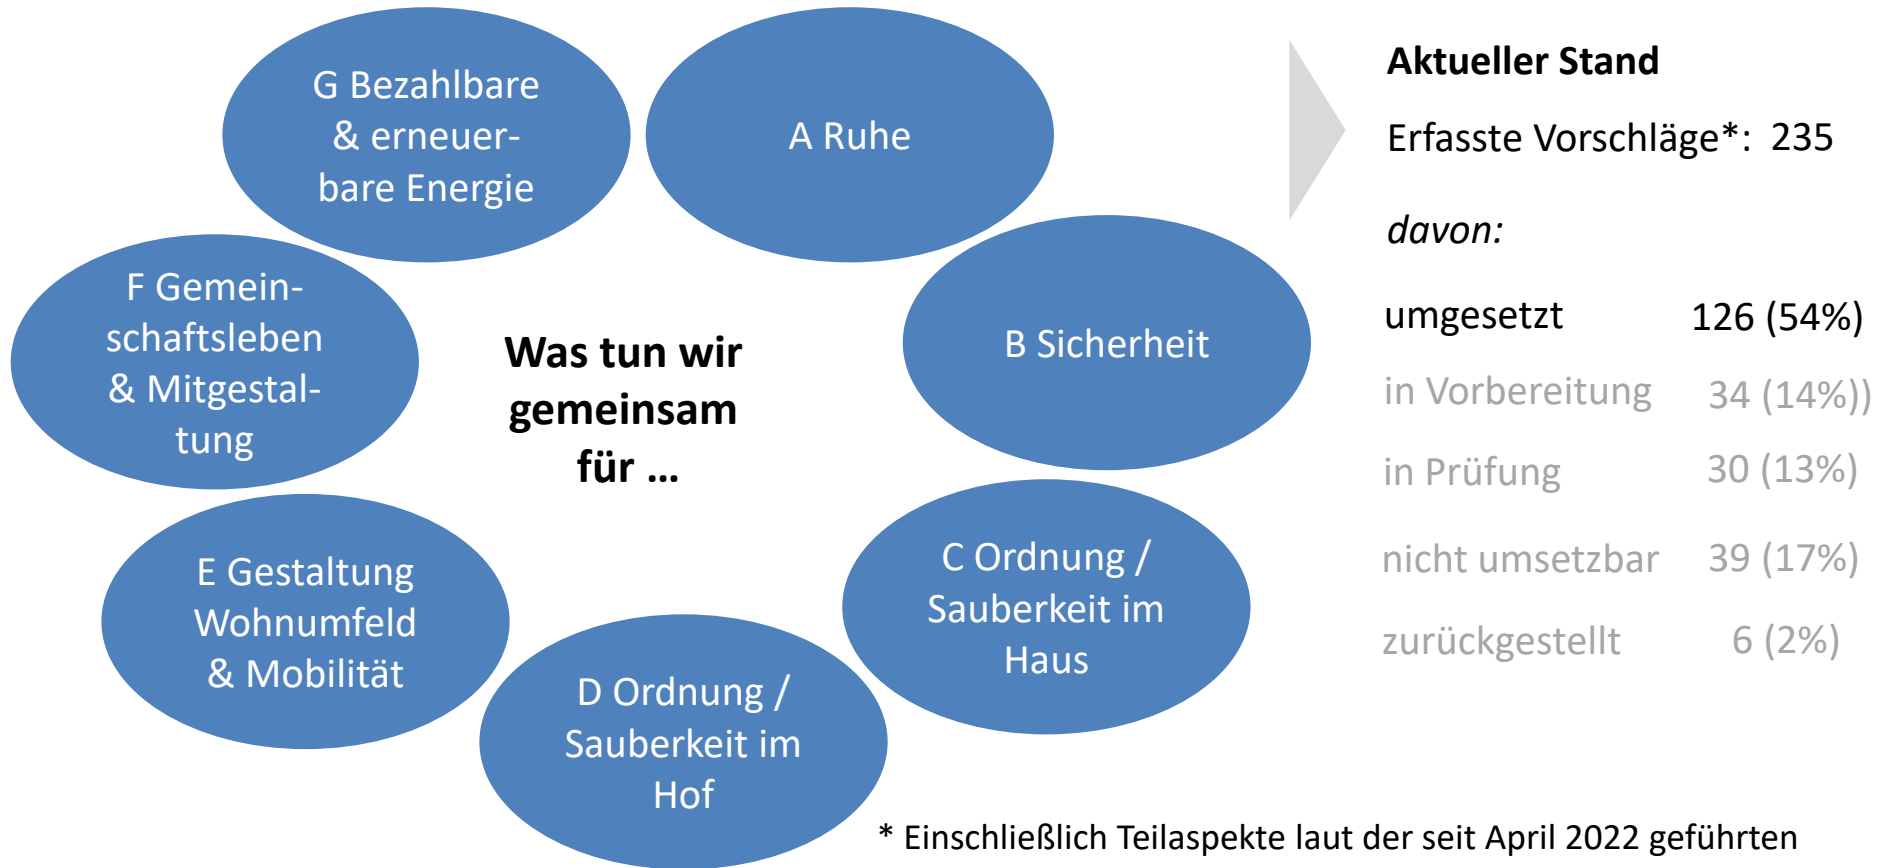 G Bezahlbare
& erneuer-
bare Energie
A Ruhe
B Sicherheit
C Ordnung /
Sauberkeit im
Haus
D Ordnung /
Sauberkeit im
Hof
E Gestaltung
Wohnumfeld
& Mobilität
F Gemein-
schaftsleben
& Mitgestal-
tung
Was tun wir
gemeinsam
für ...
Aktueller Stand
Erfasste Vorschläge*: 235
davon:
umgesetzt 126 (54%)
in Vorbereitung 34 (14%))
in Prüfung 30 (13%)
nicht umsetzbar 39 (17%)
zurückgestellt 6 (2%)
* Einschließlich Teilaspekte laut der seit April 2022 geführten